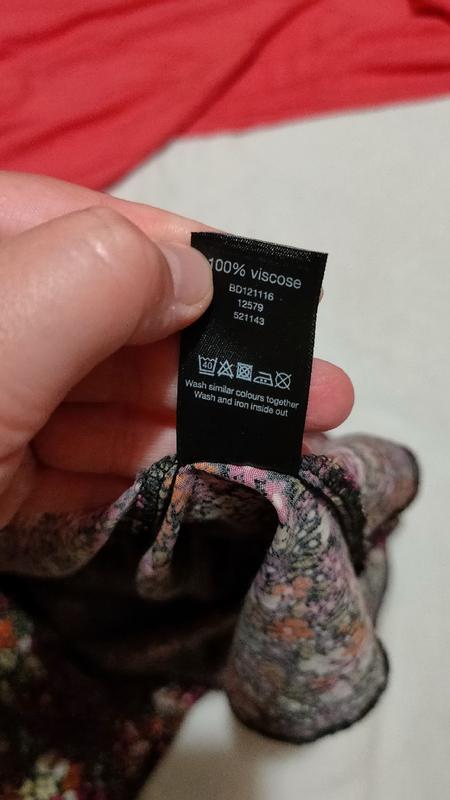 100% viscose
BD121116
12579
521143
40
Wash similar colours together
Wash and iron inside out